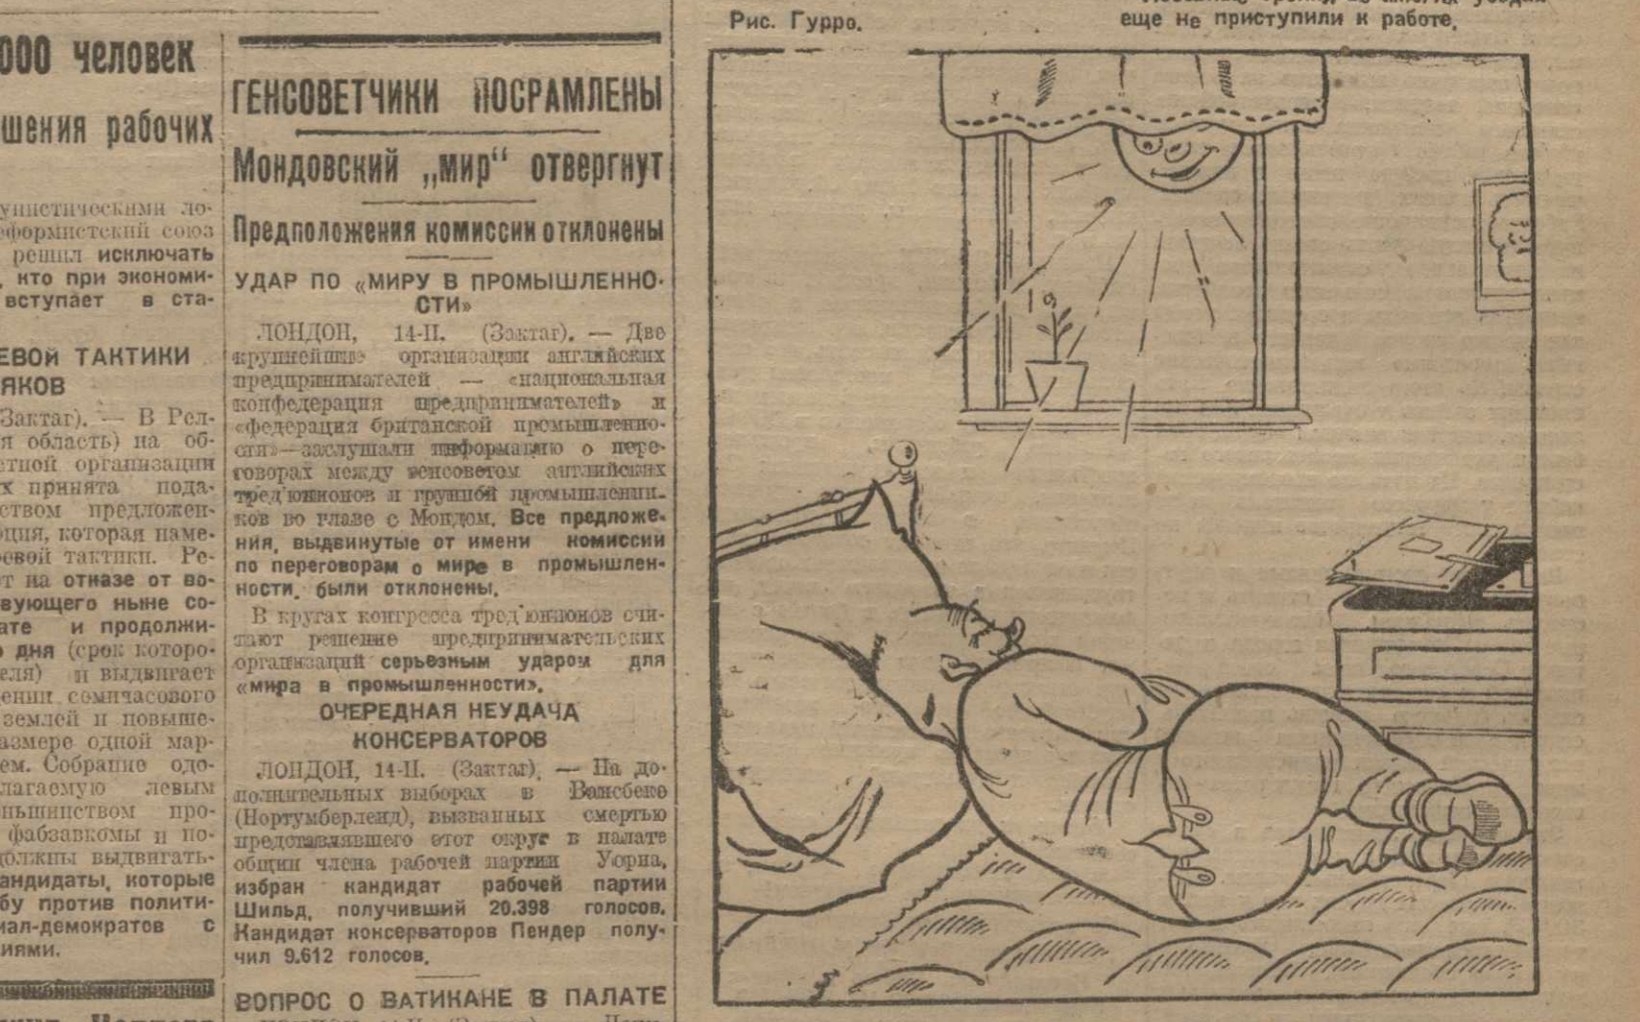 000 человек
шения рабочих
унистическими ло-
еформистский союз
решил исключать
кто при экономи-
вступает в ста-
ЕВОЙ ТАКТИКИ
ЯКОВ
Зактаг). — В Рел-
я область) на об-
стной организации
х принята пода-
ством предложен-
юция, которая наме-
овой тактики. Ре-
т на отказе от во-
вующего ныне со-
ате и продолжи-
дня (срок которо-
еля) и выдвигает
ении семичасового
землей и повыше-
азмере одной мар-
ем. Собрание одо-
лагаемую левым
ньшинством про-
фабзавкомы и по-
должны выдвигать-
андидаты, которые
бу против полити-
иал-демократов с
иями.
ГЕНСОВЕТЧИКИ ПОСРАМЛЕНЫ
Мондовский „мир“ отвергнут
Предположения комиссии отклонены
УДАР ПО «МИРУ В ПРОМЫШЛЕННО-
СТИ»
ЛОНДОН, 14-II. (Зактаг). — Две
крупнейшие организации английских
предпринимателей — «национальная
конфедерация предпринимателей» и
«федерация британской промышленно-
сти»—заслушали информацию о пере-
говорах между генсоветом английских
тред'юнионов и группой промышленни-
ков во главе с Мондом. Все предложе-
ния, выдвинутые от имени комиссии
по переговорам о мире в промышлен-
ности, были отклонены.
В кругах конгресса тред'юнионов счи-
тают решение предпринимательских
организаций серьезным ударом для
«мира в промышленности».
ОЧЕРЕДНАЯ НЕУДАЧА
КОНСЕРВАТОРОВ
ЛОНДОН, 14-II. (Зактаг). — На до-
полнительных выборах в Вансбеке
(Нортумберленд), вызванных смертью
представлявшего этот округ в палате
общин члена рабочей партии Уорна,
избран кандидат рабочей партии
Шильд, получивший 20.398 голосов.
Кандидат консерваторов Пендер полу-
чил 9.612 голосов.
ВОПРОС О ВАТИКАНЕ В ПАЛАТЕ
Рис. Гурро.
еще не приступили к работе.